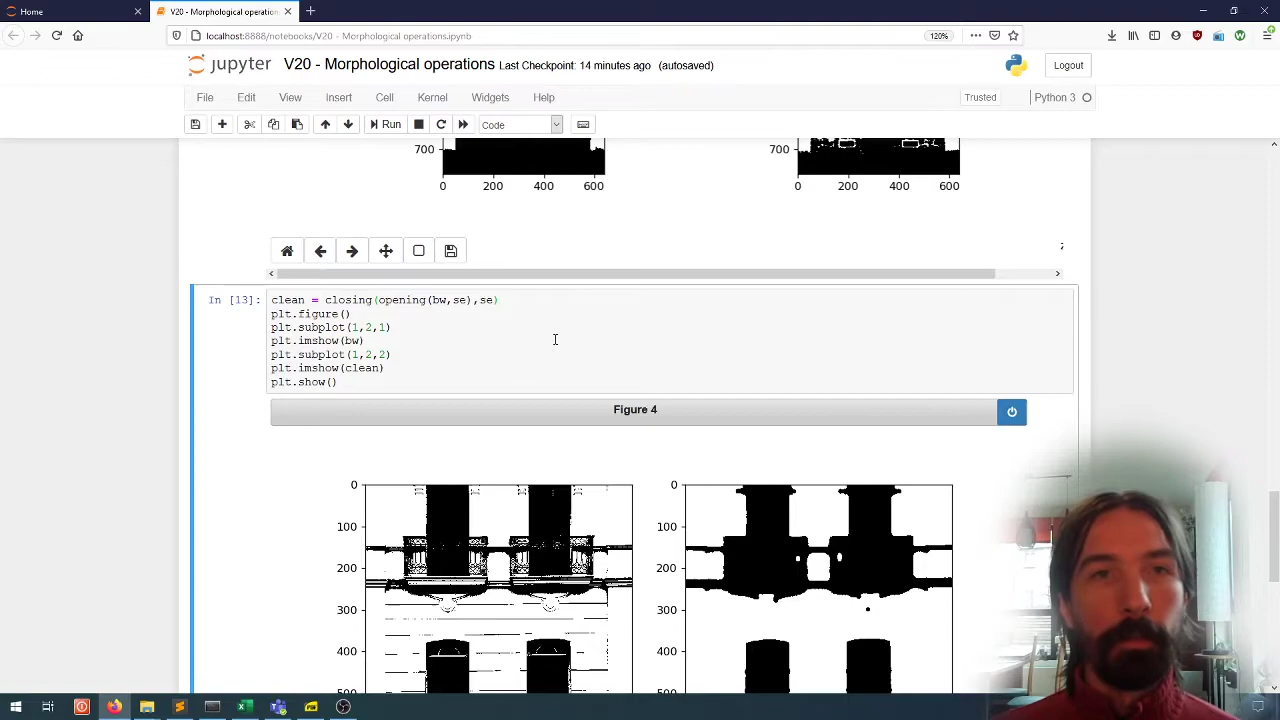 Home
V20 - Morphological operation
localhost:8888/notebooks/V20 - Morphological operations.ipynb
120%
jupyter
V20 - Morphological operations Last Checkpoint: 14 minutes ago (autosaved)
Logout
File Edit View Insert Cell Kernel Widgets Help
Trusted
Python 3
Run
Code
700
700
0 200 400 600
0 200 400 600
In [13]:
clean = closing(opening(bw,se),se)
plt.figure()
plt.subplot(1,2,1)
plt.imshow(bw)
plt.subplot(1,2,2)
plt.imshow(clean)
plt.show()
Figure 4
0
100
200
300
400
500
0
100
200
300
400
500